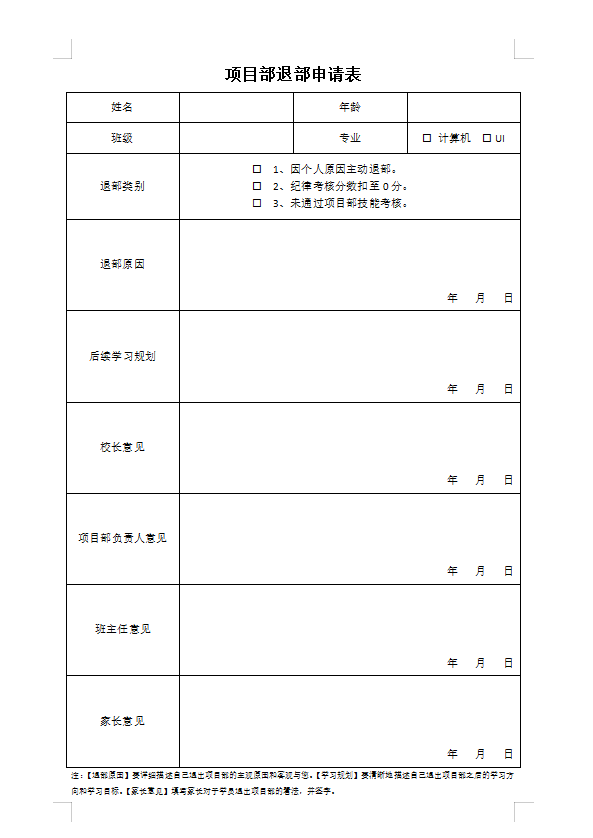 项目部退部申请表
姓名 年龄
班级 专业 □ 计算机 □ UI
退部类别
□ 1、因个人原因主动退部。
□ 2、纪律考核分数扣至0分。
□ 3、未通过项目部技能考核。
退部原因
年 月 日
后续学习规划
年 月 日
校长意见
年 月 日
项目部负责人意见
年 月 日
班主任意见
年 月 日
家长意见
年 月 日
注:【退部原因】要详细描述自己退出项目部的主观原因和客观与您。【学习规划】要清晰地描述自己退出项目部之后的学习方
向和学习目标。【家长意见】填写家长对于学员退出项目部的看法,并签字。